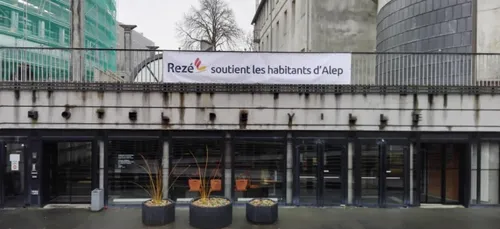 Rezé soutient les habitants d'Alep